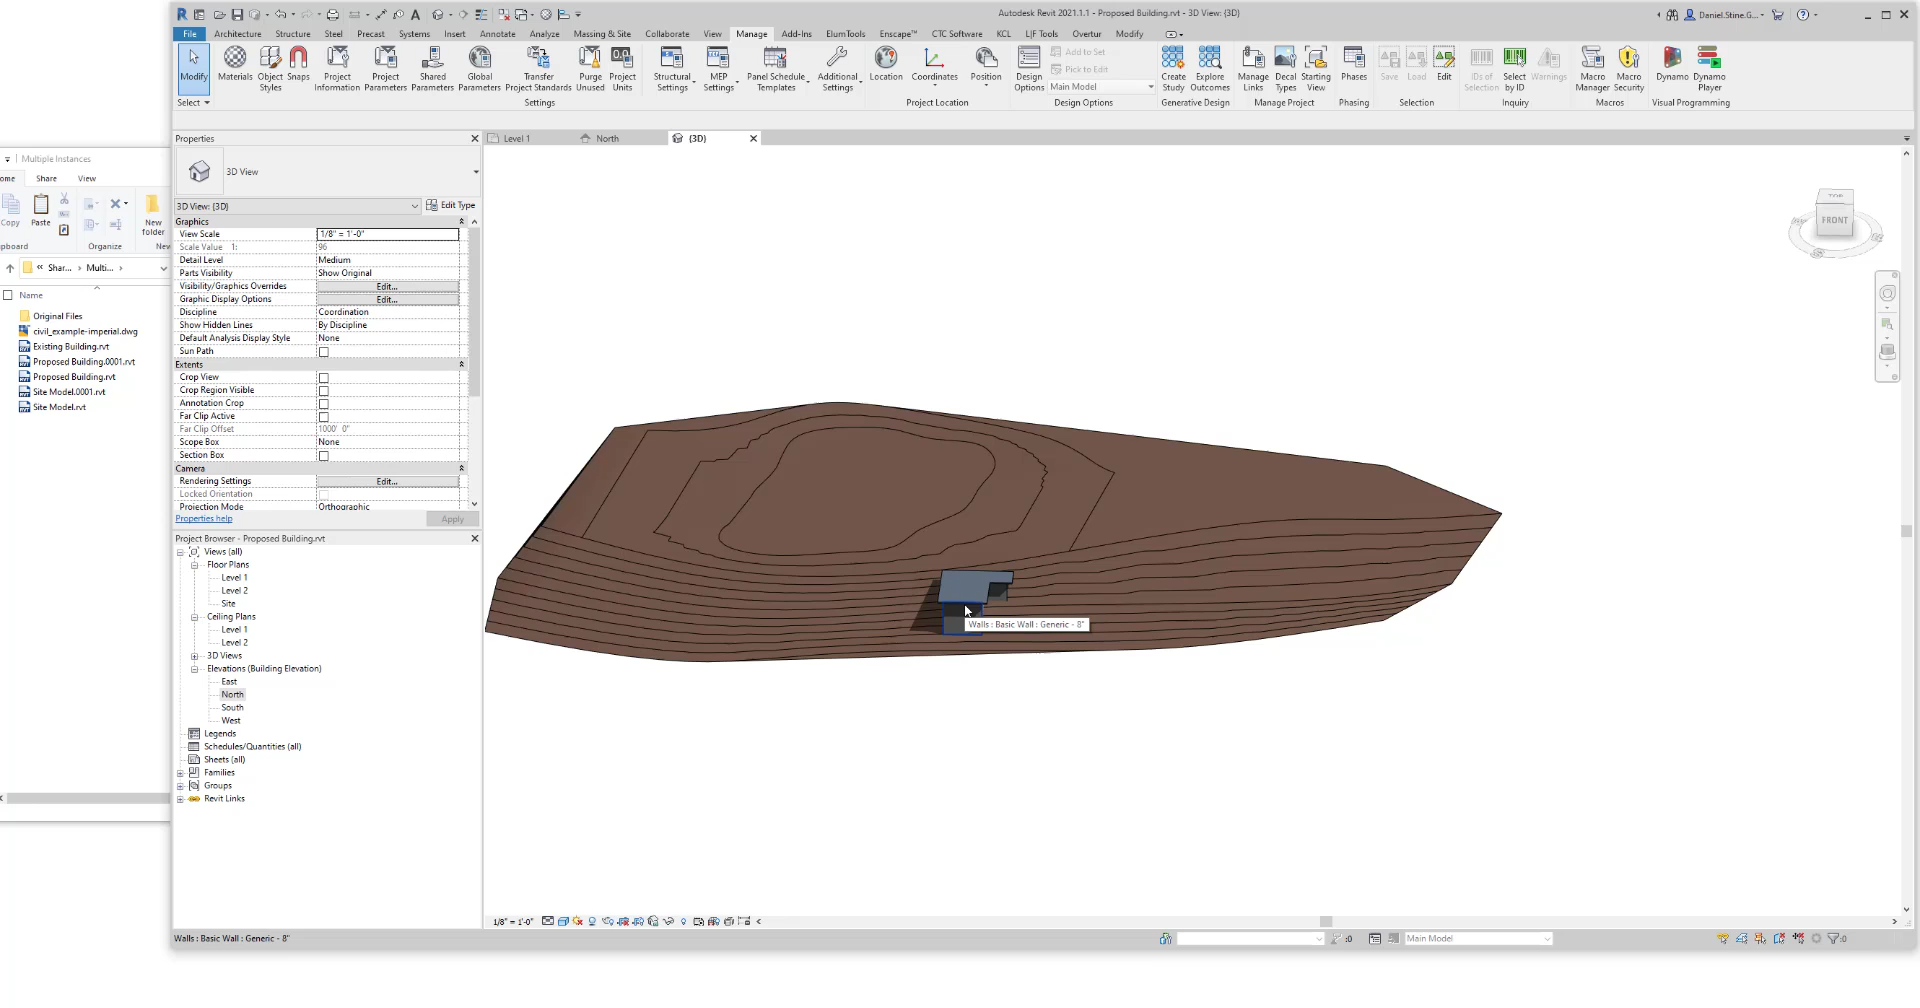 Autodesk Revit 2021.1.1 - Proposed Building.rvt - 3D View: {3D}
Daniel.Stine.G...
File Architecture Structure Steel Precast Systems Insert Annotate Analyze Massing & Site Collaborate View Manage Add-Ins ElumTools Enscape™ CTC Software KCL L|F Tools Overtur Modify
Modify
Materials
Object Styles
Snaps
Project Information
Project Parameters
Shared Parameters
Global Parameters
Transfer Project Standards
Purge Unused
Project Units
Structural Settings
MEP Settings
Panel Schedule Templates
Additional Settings
Location
Coordinates
Position
Design Options
Add to Set
Pick to Edit
Main Model
Create Study
Explore Outcomes
Manage Links
Decal Types
Starting View
Phases
Save
Load
Edit
IDs of Selection
Select by ID
Warnings
Macro Manager
Macro Security
Dynamo
Dynamo Player
Select
Settings
Project Location
Design Options
Generative Design
Manage Project
Phasing
Selection
Inquiry
Macros
Visual Programming
Multiple Instances
ome Share View
Copy
Paste
New folder
pboard
Organize
New
« Shar... › Multi... ›
Name
Original Files
civil_example-imperial.dwg
Existing Building.rvt
Proposed Building.0001.rvt
Proposed Building.rvt
Site Model.0001.rvt
Site Model.rvt
Properties
3D View
3D View: {3D}
Edit Type
Graphics
View Scale 1/8" = 1'-0"
Scale Value 1: 96
Detail Level Medium
Parts Visibility Show Original
Visibility/Graphics Overrides Edit...
Graphic Display Options Edit...
Discipline Coordination
Show Hidden Lines By Discipline
Default Analysis Display Style None
Sun Path
Extents
Crop View
Crop Region Visible
Annotation Crop
Far Clip Active
Far Clip Offset 1000' 0"
Scope Box None
Section Box
Camera
Rendering Settings Edit...
Locked Orientation
Projection Mode Orthographic
Properties help
Apply
Project Browser - Proposed Building.rvt
Views (all)
Floor Plans
Level 1
Level 2
Site
Ceiling Plans
Level 1
Level 2
3D Views
Elevations (Building Elevation)
East
North
South
West
Legends
Schedules/Quantities (all)
Sheets (all)
Families
Groups
Revit Links
Level 1
North
{3D}
TOP
FRONT
Walls : Basic Wall : Generic - 8"
1/8" = 1'-0"
Walls : Basic Wall : Generic - 8"
:0
Main Model
:0